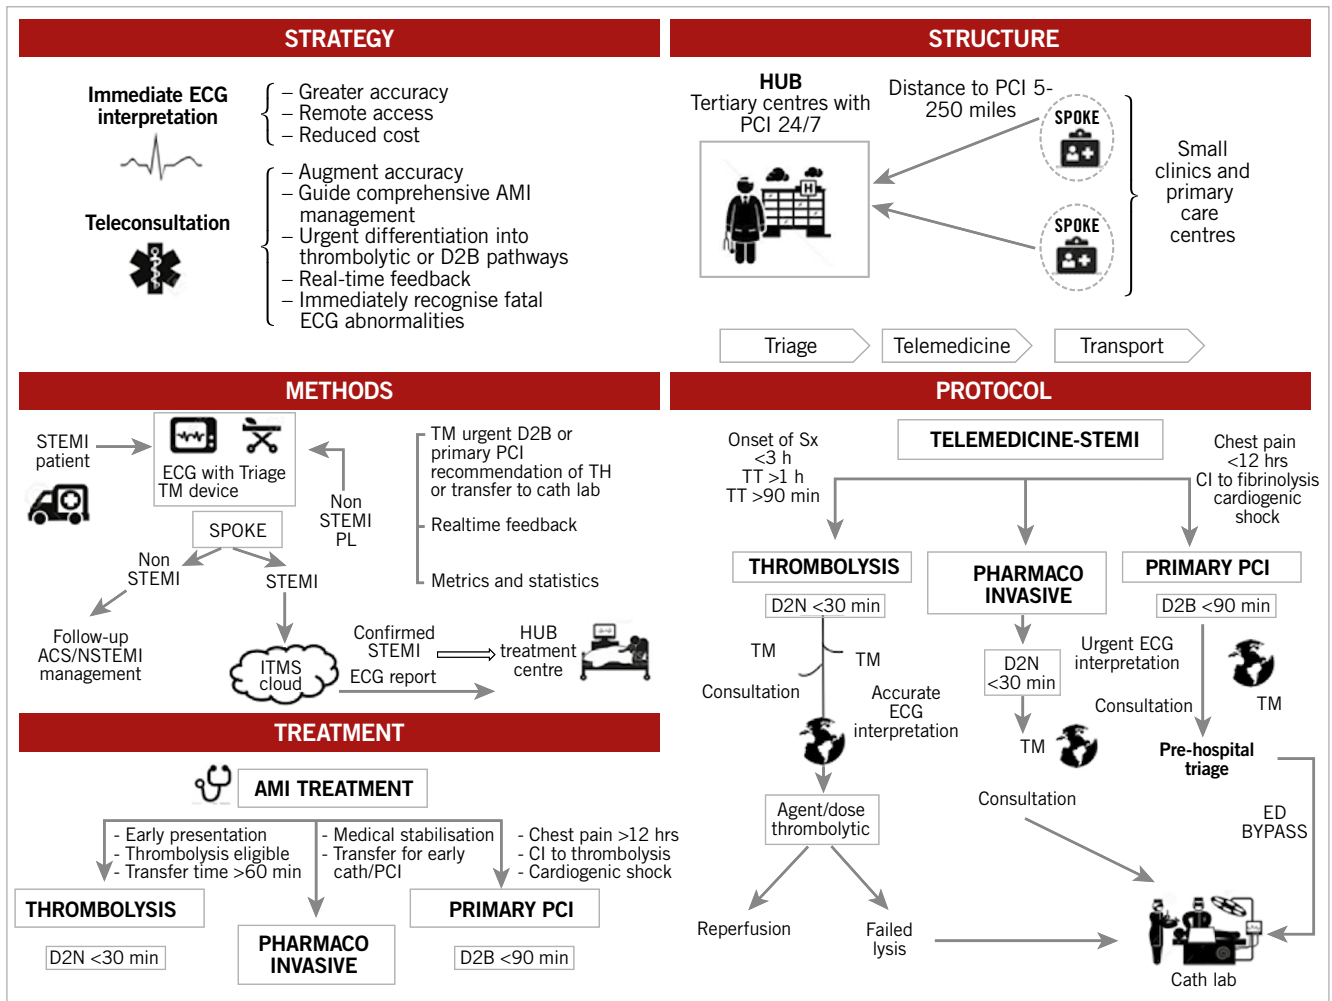 STRATEGY
Immediate ECG
interpretation
– Greater accuracy
– Remote access
– Reduced cost
Teleconsultation
– Augment accuracy
– Guide comprehensive AMI
management
– Urgent differentiation into
thrombolytic or D2B pathways
– Real-time feedback
– Immediately recognise fatal
ECG abnormalities
STRUCTURE
HUB
Tertiary centres with
PCI 24/7
H
Distance to PCI 5-
250 miles
SPOKE
SPOKE
Small
clinics and
primary
care
centres
Triage
Telemedicine
Transport
METHODS
STEMI
patient
ECG with Triage
TM device
Non
STEMI
PL
SPOKE
Non
STEMI
STEMI
Follow-up
ACS/NSTEMI
management
ITMS
cloud
Confirmed
STEMI
ECG report
HUB
treatment
centre
TM urgent D2B or
primary PCI
recommendation of TH
or transfer to cath lab
Realtime feedback
Metrics and statistics
TREATMENT
AMI TREATMENT
- Early presentation
- Thrombolysis eligible
- Transfer time >60 min
- Medical stabilisation
- Transfer for early
cath/PCI
- Chest pain >12 hrs
- CI to thrombolysis
- Cardiogenic shock
THROMBOLYSIS
D2N <30 min
PHARMACO
INVASIVE
PRIMARY PCI
D2B <90 min
PROTOCOL
TELEMEDICINE-STEMI
Onset of Sx
<3 h
TT >1 h
TT >90 min
Chest pain
<12 hrs
CI to fibrinolysis
cardiogenic
shock
THROMBOLYSIS
D2N <30 min
TM
TM
Consultation
Accurate
ECG
interpretation
Agent/dose
thrombolytic
Reperfusion
Failed
lysis
PHARMACO
INVASIVE
D2N
<30 min
TM
Consultation
PRIMARY PCI
D2B <90 min
Urgent ECG
interpretation
Consultation
TM
Pre-hospital
triage
ED
BYPASS
Cath lab